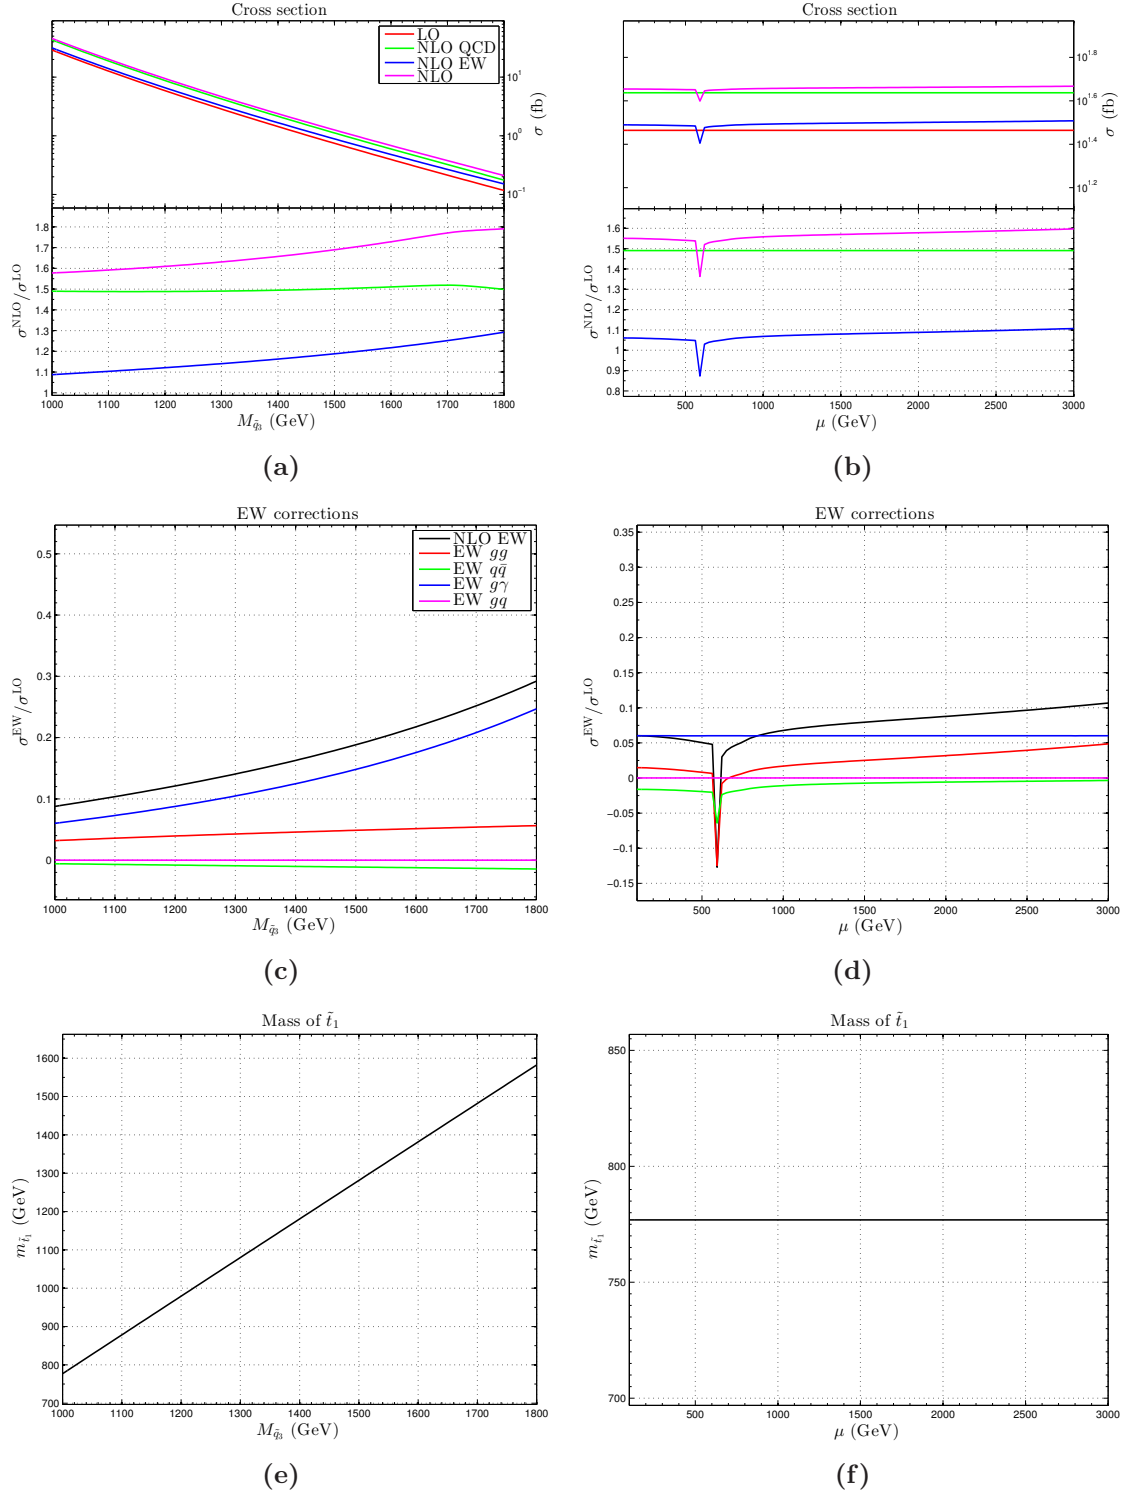 Cross section
LO
NLO QCD
NLO EW
NLO
10¹
10⁰
10⁻¹
σ (fb)
1.8
1.7
1.6
1.5
1.4
1.3
1.2
1.1
1
σ^NLO/σ^LO
1000 1100 1200 1300 1400 1500 1600 1700 1800
M_q̃₃ (GeV)
(a)
Cross section
10^1.8
10^1.6
10^1.4
10^1.2
σ (fb)
1.6
1.5
1.4
1.3
1.2
1.1
1
0.9
0.8
σ^NLO/σ^LO
500 1000 1500 2000 2500 3000
μ (GeV)
(b)
EW corrections
NLO EW
EW gg
EW qq̄
EW gγ
EW gq
0.5
0.4
0.3
0.2
0.1
0
σ^EW/σ^LO
1000 1100 1200 1300 1400 1500 1600 1700 1800
M_q̃₃ (GeV)
(c)
EW corrections
0.35
0.3
0.25
0.2
0.15
0.1
0.05
0
−0.05
−0.1
−0.15
σ^EW/σ^LO
500 1000 1500 2000 2500 3000
μ (GeV)
(d)
Mass of t̃₁
1600
1500
1400
1300
1200
1100
1000
900
800
700
m_t̃₁ (GeV)
1000 1100 1200 1300 1400 1500 1600 1700 1800
M_q̃₃ (GeV)
(e)
Mass of t̃₁
850
800
750
700
m_t̃₁ (GeV)
500 1000 1500 2000 2500 3000
μ (GeV)
(f)